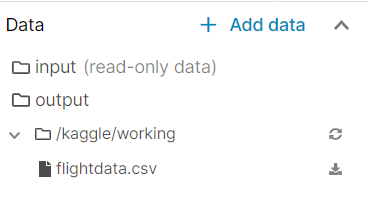 Data + Add data
input (read-only data)
output
/kaggle/working
flightdata.csv